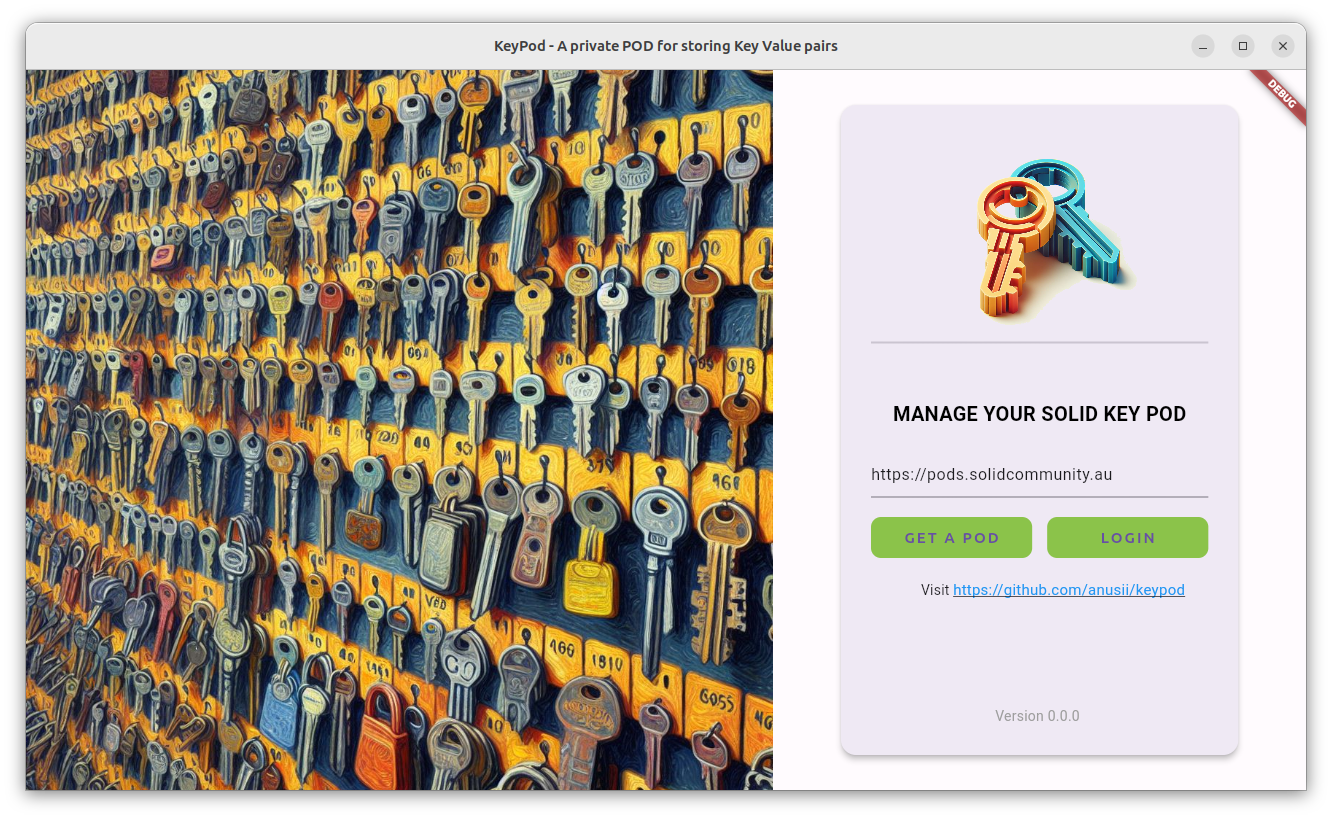 KeyPod - A private POD for storing Key Value pairs
DEBUG
MANAGE YOUR SOLID KEY POD
https://pods.solidcommunity.au
GET A POD
LOGIN
Visit https://github.com/anusii/keypod
Version 0.0.0